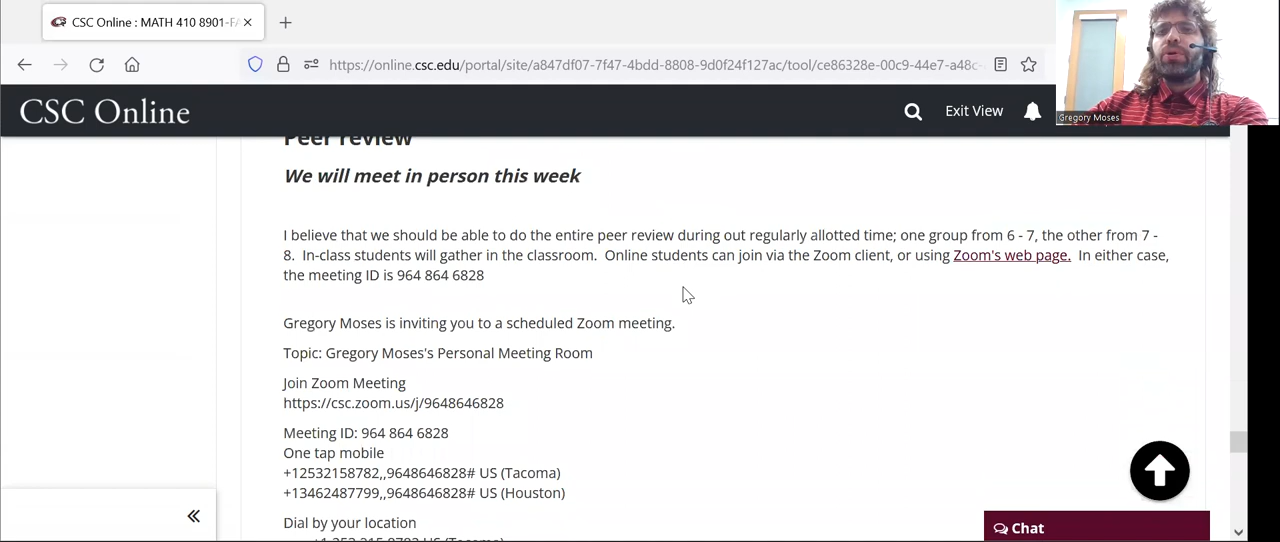 CSC Online : MATH 410 8901-FA
https://online.csc.edu/portal/site/a847df07-7f47-4bdd-8808-9d0f24f127ac/tool/ce86328e-00c9-44e7-a48c-
Gregory Moses
CSC Online
Exit View
Peer review
We will meet in person this week
I believe that we should be able to do the entire peer review during out regularly allotted time; one group from 6 - 7, the other from 7 -
8. In-class students will gather in the classroom. Online students can join via the Zoom client, or using Zoom's web page. In either case,
the meeting ID is 964 864 6828
Gregory Moses is inviting you to a scheduled Zoom meeting.
Topic: Gregory Moses's Personal Meeting Room
Join Zoom Meeting
https://csc.zoom.us/j/9648646828
Meeting ID: 964 864 6828
One tap mobile
+12532158782,,9648646828# US (Tacoma)
+13462487799,,9648646828# US (Houston)
Dial by your location
+1 253 215 8782 US (Tacoma)
Chat